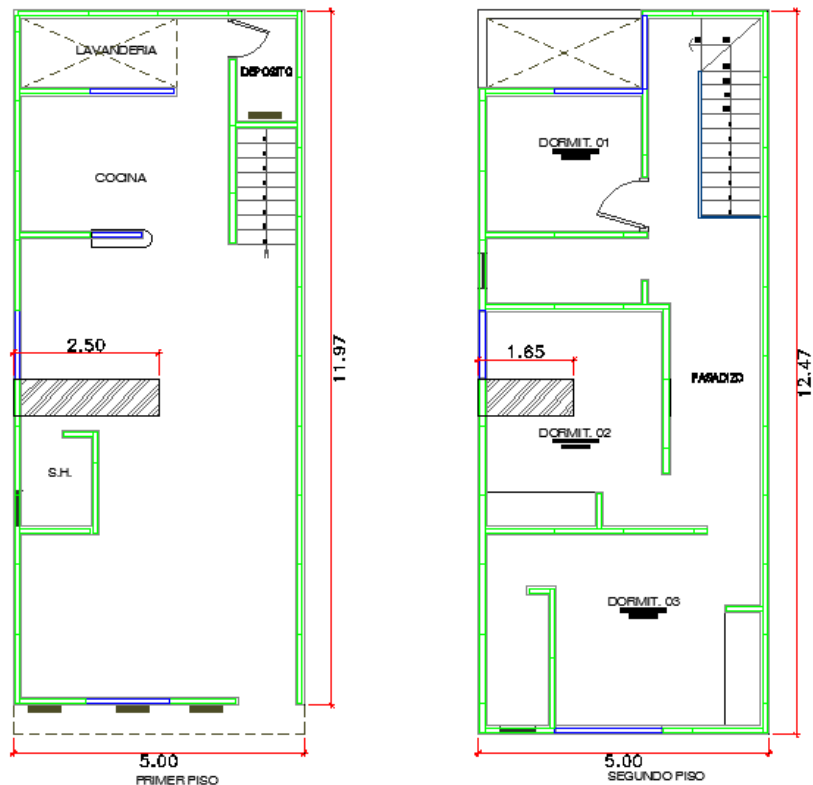 LAVANDERIA
DEPOSITO
COCINA
2.50
11.97
S.H.
5.00
PRIMER PISO
DORMIT. 01
1.65
PASADIZO
12.47
DORMIT. 02
DORMIT. 03
5.00
SEGUNDO PISO